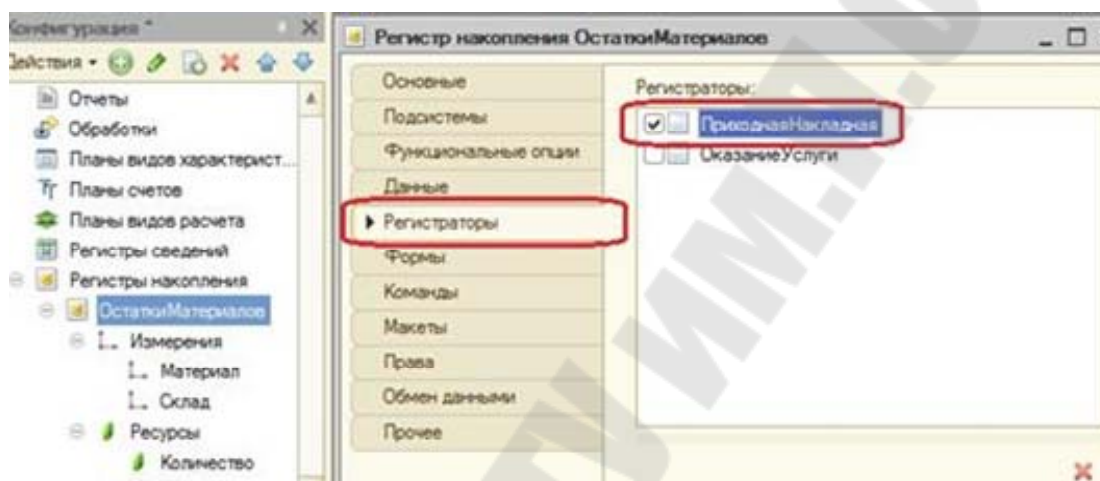 Конфигурация *
Действия
Отчеты
Обработки
Планы видов характерист...
Планы счетов
Планы видов расчета
Регистры сведений
Регистры накопления
ОстаткиМатериалов
Измерения
Материал
Склад
Ресурсы
Количество
Регистр накопления ОстаткиМатериалов
Основные
Подсистемы
Функциональные опции
Данные
Регистраторы
Формы
Команды
Макеты
Права
Обмен данными
Прочее
Регистраторы:
ПриходнаяНакладная
ОказаниеУслуги